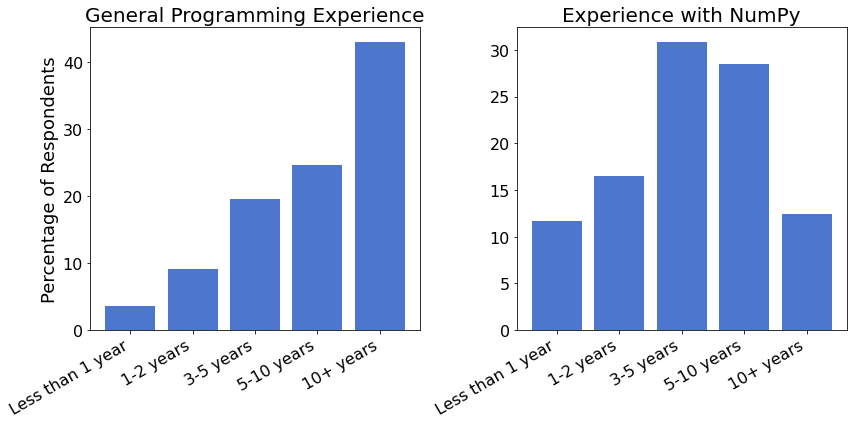 General Programming Experience
Percentage of Respondents
40
30
20
10
0
Less than 1 year
1-2 years
3-5 years
5-10 years
10+ years
Experience with NumPy
30
25
20
15
10
5
0
Less than 1 year
1-2 years
3-5 years
5-10 years
10+ years